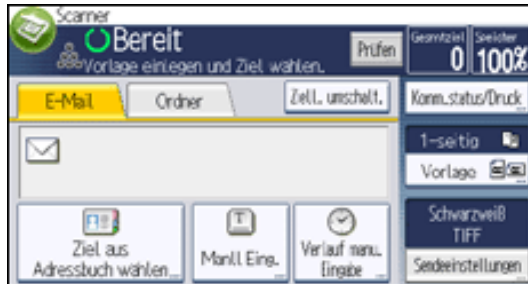 Scanner
Bereit
Vorlage einlegen und Ziel wählen.
Prüfen
Gesamtziel
0
Speicher
100%
E-Mail
Ordner
Zell. umschalt.
Komm.status/Druck
1-seitig
Vorlage
Ziel aus
Adressbuch wählen
Manll Eing.
Verlauf manu.
Eingabe
Schwarzweiß
TIFF
Sendeeinstellungen